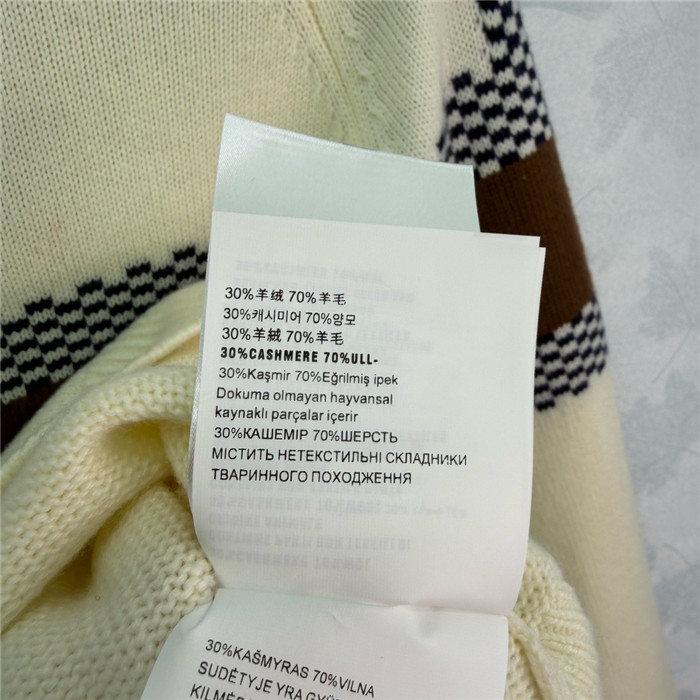 30%羊绒 70%羊毛
30%캐시미어 70%양모
30%羊絨 70%羊毛
30%CASHMERE 70%ULL-
30%Kaşmir 70%Eğrilmiş ipek
Dokuma olmayan hayvansal
kaynaklı parçalar içerir
30%КАШЕМІР 70%ШЕРСТЬ
МІСТИТЬ НЕТЕКСТИЛЬНІ СКЛАДНИКИ
ТВАРИННОГО ПОХОДЖЕННЯ
30%KAŠMYRAS 70%VILNA
SUDĖTYJE YRA